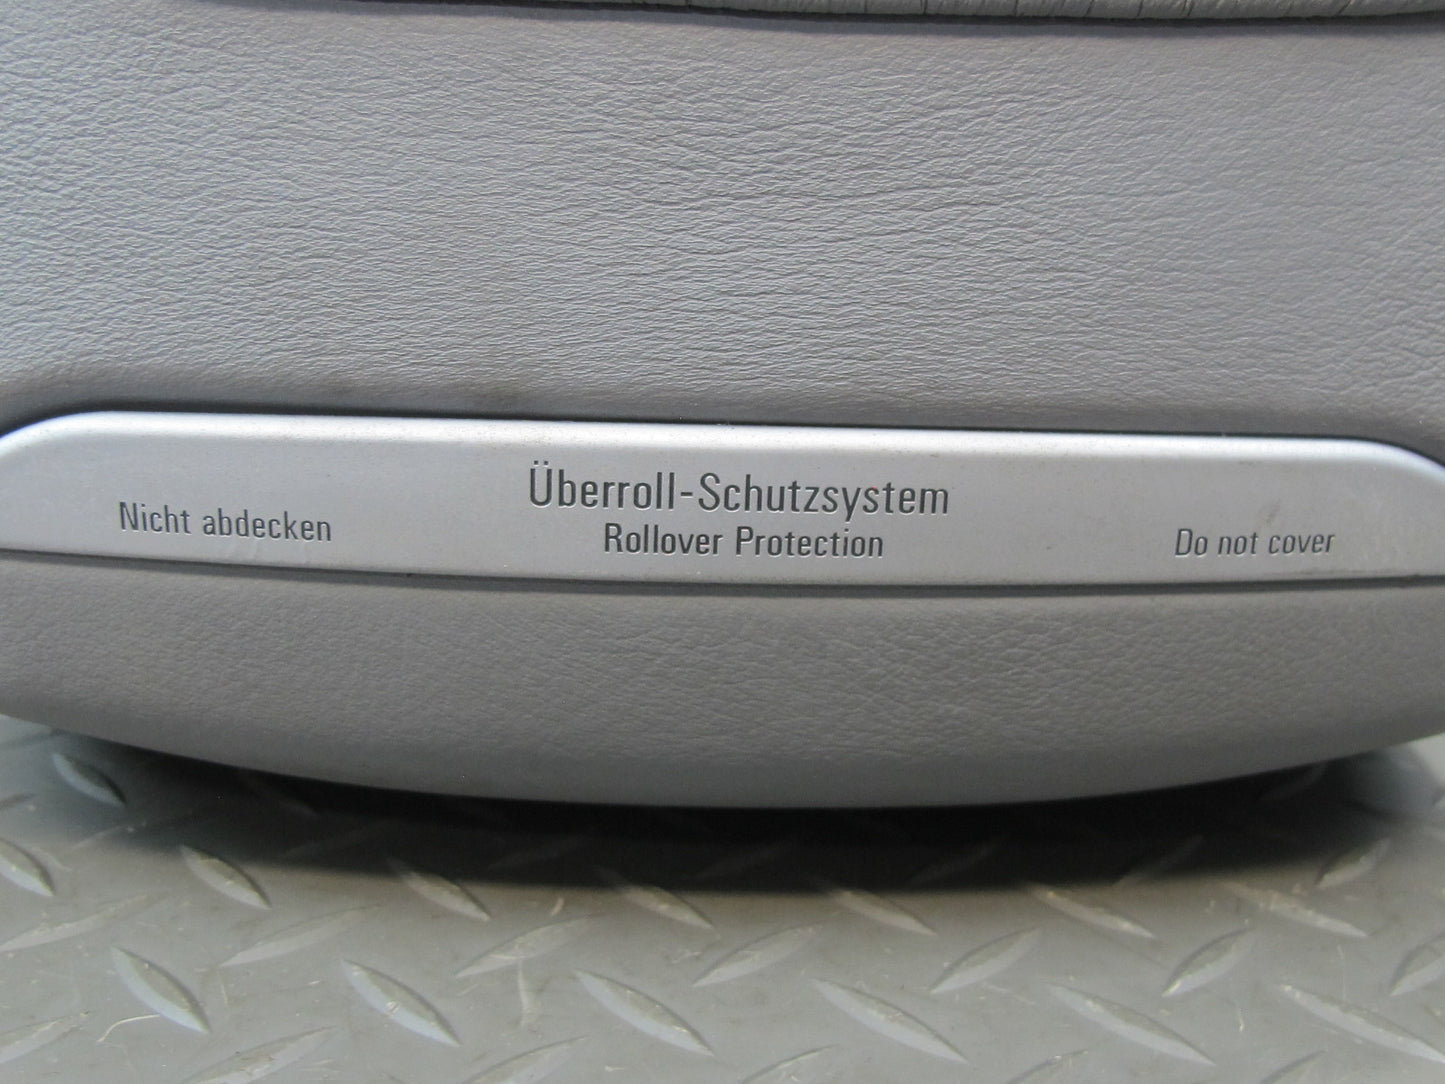 Überroll-Schutzsystem
Nicht abdecken
Rollover Protection
Do not cover